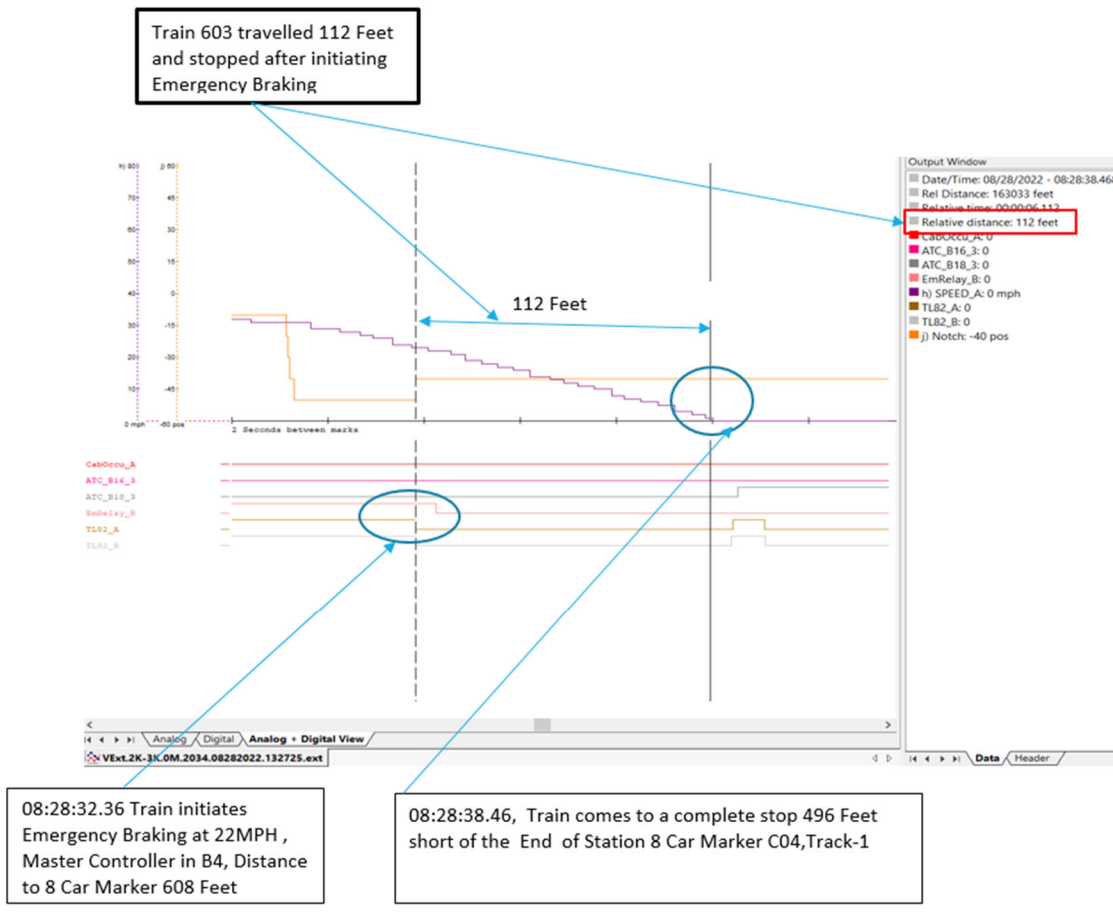 Train 603 travelled 112 Feet
and stopped after initiating
Emergency Braking
h) 80
j) 60
70
45
60
30
50
15
40
0
30
-15
20
-30
10
-45
0 mph
-60 pos
112 Feet
2 Seconds between marks
CabOccu_A
ATC_B16_3
ATC_B18_3
EmRelay_B
TL82_A
TL82_B
Output Window
Date/Time: 08/28/2022 - 08:28:38.468
Rel Distance: 163033 feet
Relative time: 00:00:06.112
Relative distance: 112 feet
CabOccu_A: 0
ATC_B16_3: 0
ATC_B18_3: 0
EmRelay_B: 0
h) SPEED_A: 0 mph
TL82_A: 0
TL82_B: 0
j) Notch: -40 pos
Analog Digital Analog + Digital View
VExt.2K-3K.0M.2034.08282022.132725.ext
Data Header
08:28:32.36 Train initiates
Emergency Braking at 22MPH ,
Master Controller in B4, Distance
to 8 Car Marker 608 Feet
08:28:38.46, Train comes to a complete stop 496 Feet
short of the End of Station 8 Car Marker C04,Track-1